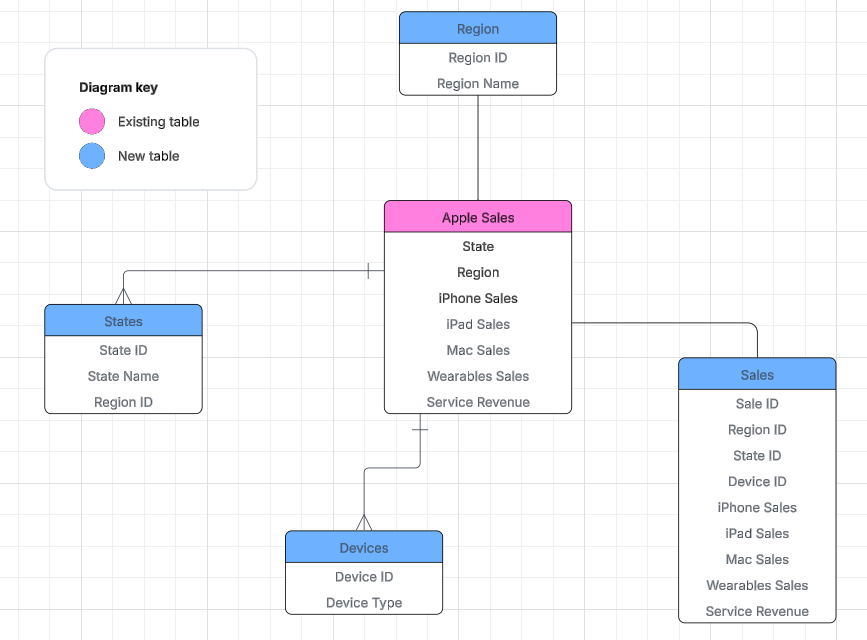 Region
Region ID
Region Name
Diagram key
Existing table
New table
Apple Sales
State
Region
iPhone Sales
iPad Sales
Mac Sales
Wearables Sales
Service Revenue
States
State ID
State Name
Region ID
Sales
Sale ID
Region ID
State ID
Device ID
iPhone Sales
iPad Sales
Mac Sales
Wearables Sales
Service Revenue
Devices
Device ID
Device Type